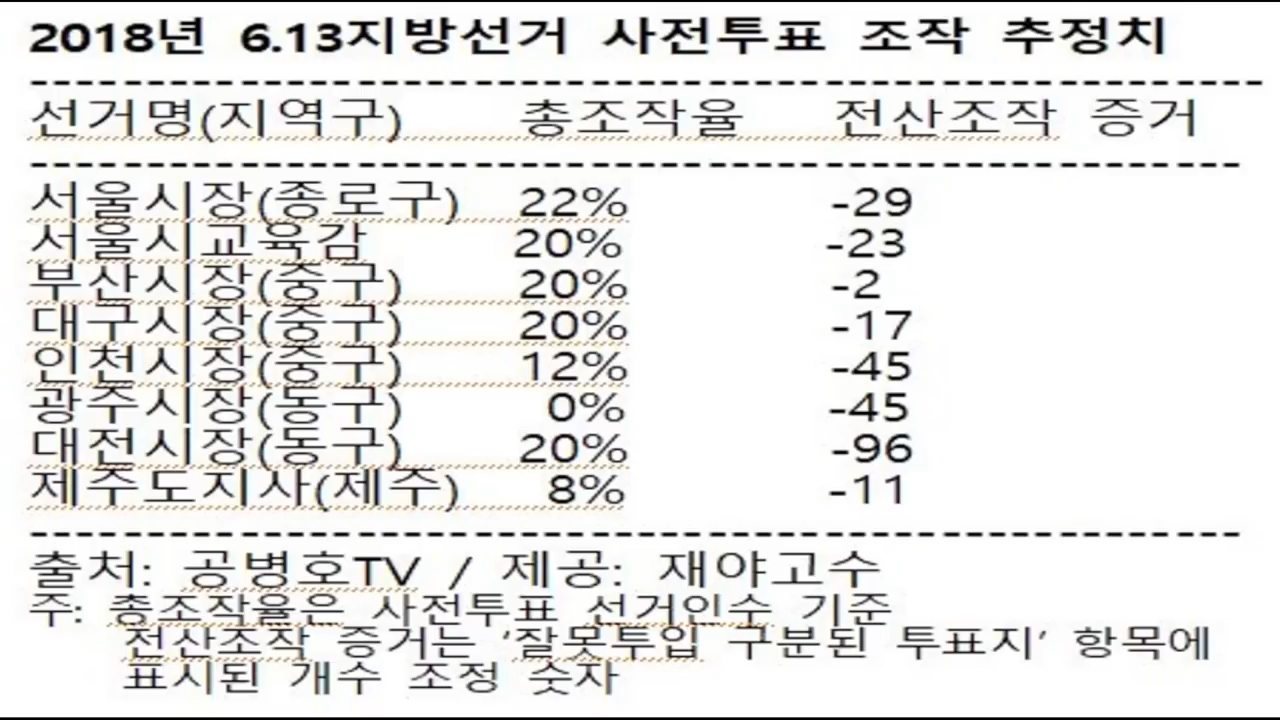 2018년 6.13지방선거 사전투표 조작 추정치
선거명(지역구) 총조작율 전산조작 증거
서울시장(종로구) 22% -29
서울시교육감 20% -23
부산시장(중구) 20% -2
대구시장(중구) 20% -17
인천시장(중구) 12% -45
광주시장(동구) 0% -45
대전시장(동구) 20% -96
제주도지사(제주) 8% -11
출처: 공병호TV / 제공: 재야고수
주: 총조작율은 사전투표 선거인수 기준
전산조작 증거는 '잘못투입 구분된 투표지' 항목에
표시된 개수 조정 숫자